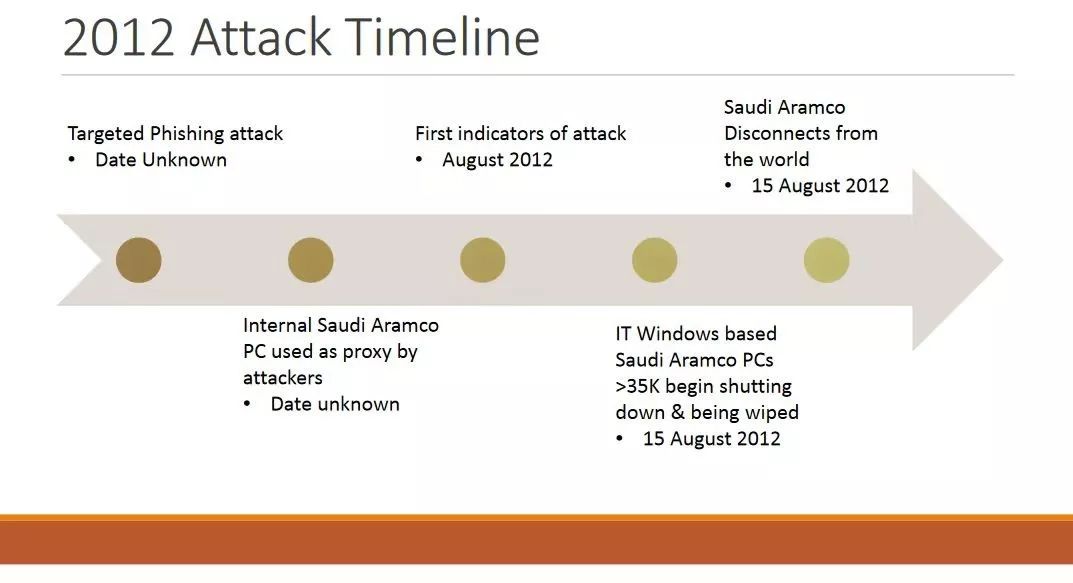 2012 Attack Timeline
Targeted Phishing attack
• Date Unknown
Internal Saudi Aramco
PC used as proxy by
attackers
• Date unknown
First indicators of attack
• August 2012
IT Windows based
Saudi Aramco PCs
>35K begin shutting
down & being wiped
• 15 August 2012
Saudi Aramco
Disconnects from
the world
• 15 August 2012